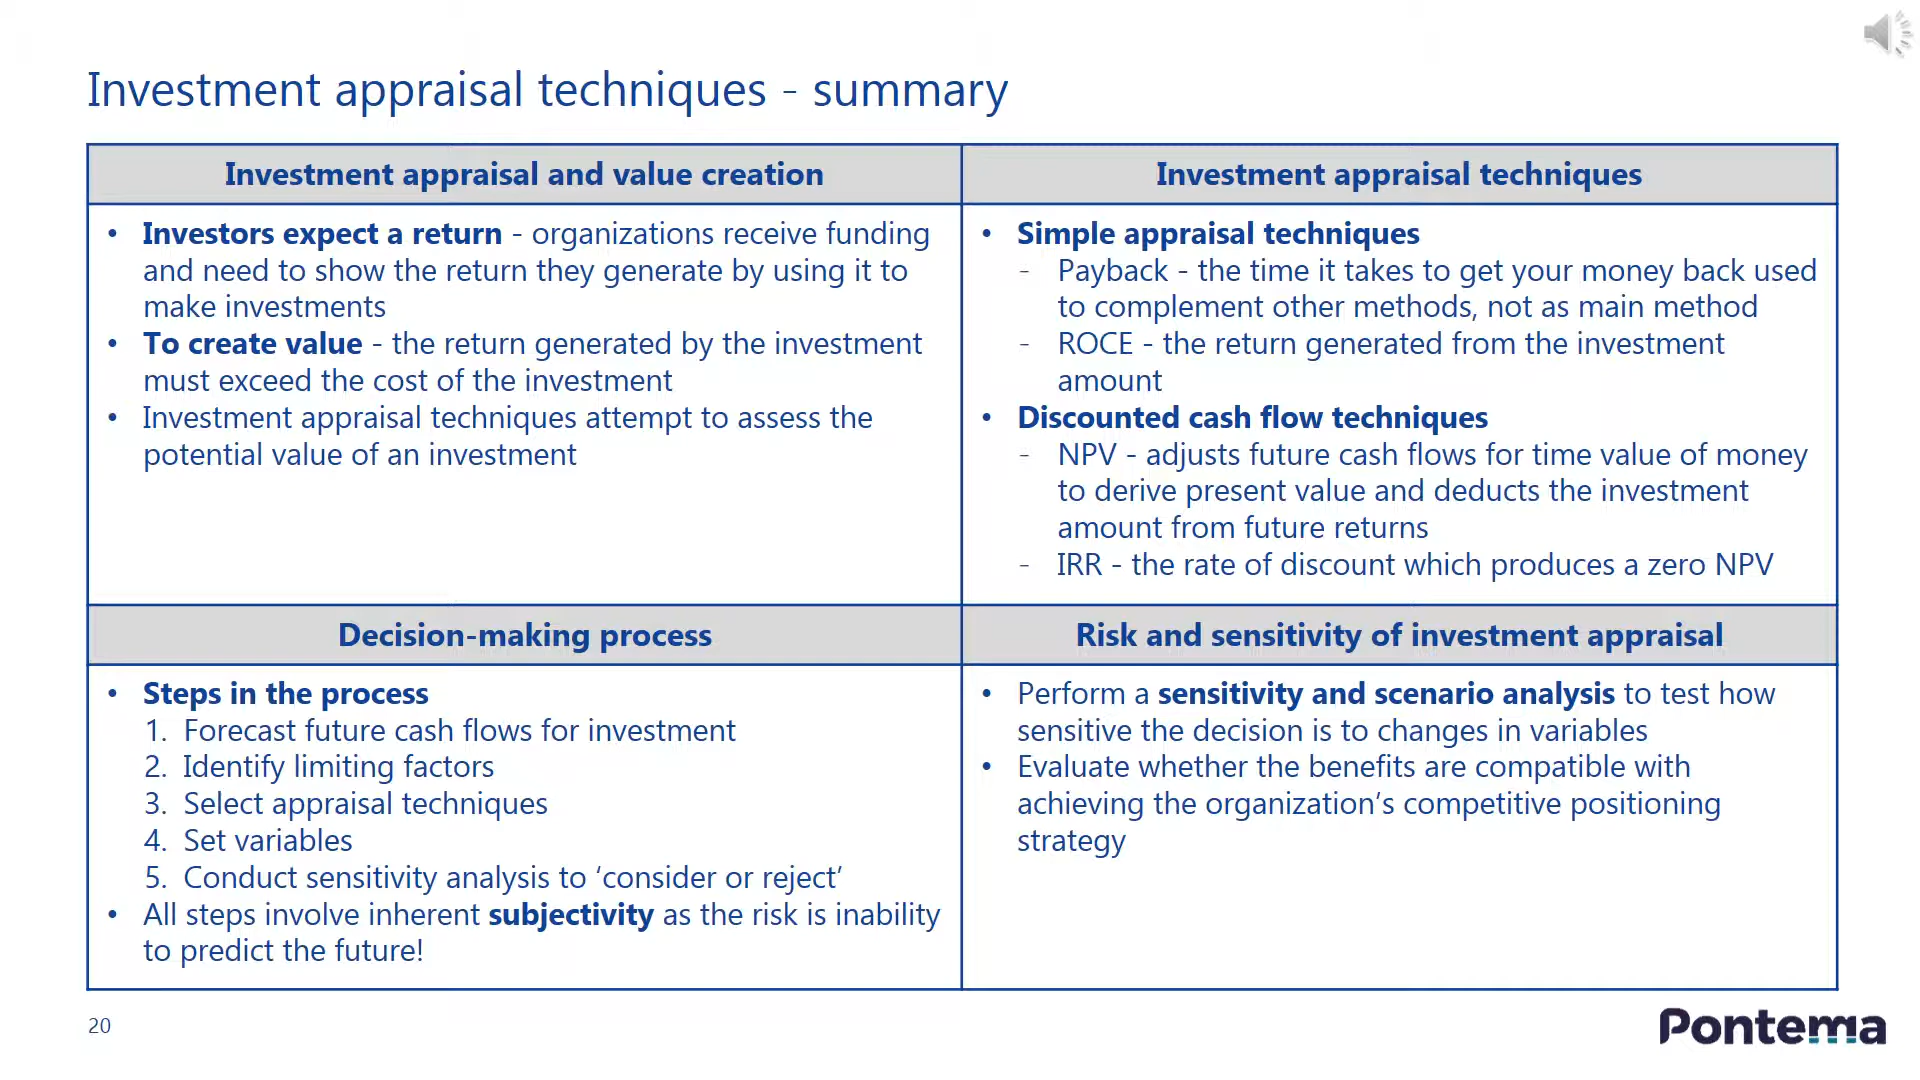 Investment appraisal techniques - summary
Investment appraisal and value creation
• Investors expect a return - organizations receive funding
and need to show the return they generate by using it to
make investments
• To create value - the return generated by the investment
must exceed the cost of the investment
• Investment appraisal techniques attempt to assess the
potential value of an investment
Investment appraisal techniques
• Simple appraisal techniques
- Payback - the time it takes to get your money back used
to complement other methods, not as main method
- ROCE - the return generated from the investment
amount
• Discounted cash flow techniques
- NPV - adjusts future cash flows for time value of money
to derive present value and deducts the investment
amount from future returns
- IRR - the rate of discount which produces a zero NPV
Decision-making process
• Steps in the process
1. Forecast future cash flows for investment
2. Identify limiting factors
3. Select appraisal techniques
4. Set variables
5. Conduct sensitivity analysis to ‘consider or reject’
• All steps involve inherent subjectivity as the risk is inability
to predict the future!
Risk and sensitivity of investment appraisal
• Perform a sensitivity and scenario analysis to test how
sensitive the decision is to changes in variables
• Evaluate whether the benefits are compatible with
achieving the organization’s competitive positioning
strategy
20
Pontema